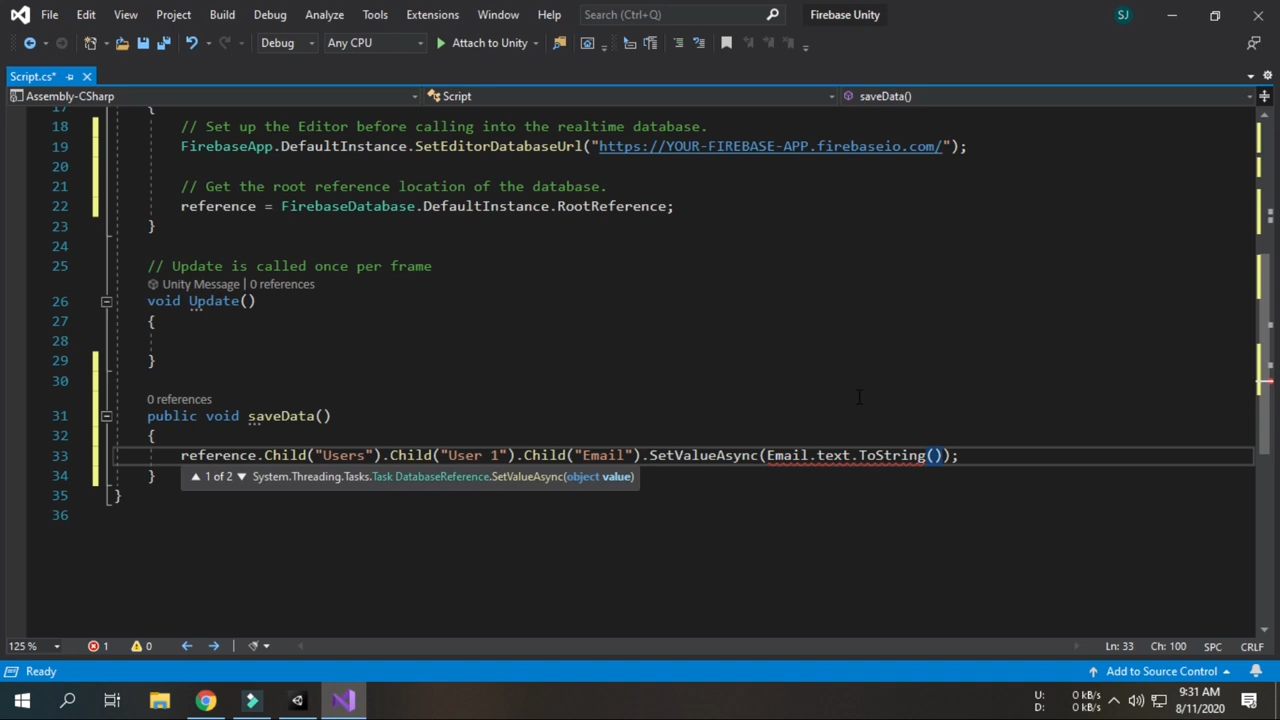 File Edit View Project Build Debug Analyze Tools Extensions Window Help Search (Ctrl+Q) Firebase Unity SJ
Debug Any CPU Attach to Unity
Script.cs*
Assembly-CSharp Script saveData()
17 {
18 // Set up the Editor before calling into the realtime database.
19 FirebaseApp.DefaultInstance.SetEditorDatabaseUrl("https://YOUR-FIREBASE-APP.firebaseio.com/");
20
21 // Get the root reference location of the database.
22 reference = FirebaseDatabase.DefaultInstance.RootReference;
23 }
24
25 // Update is called once per frame
Unity Message | 0 references
26 void Update()
27 {
28
29 }
30
0 references
31 public void saveData()
32 {
33 reference.Child("Users").Child("User 1").Child("Email").SetValueAsync(Email.text.ToString());
1 of 2 System.Threading.Tasks.Task DatabaseReference.SetValueAsync(object value)
34 }
35 }
36
125 % 1 0 Ln: 33 Ch: 100 SPC CRLF
Ready Add to Source Control
U: 0 kB/s 9:31 AM
D: 0 kB/s 8/11/2020